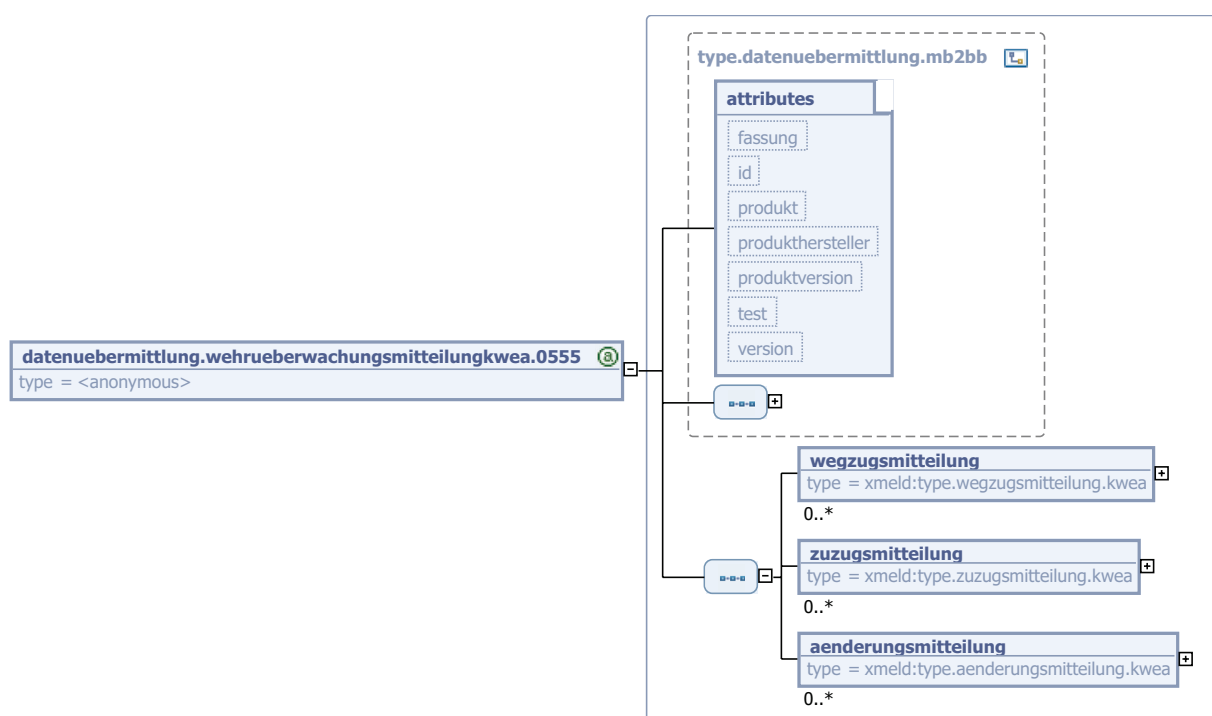 type.datenuebermittlung.mb2bb
attributes
fassung
id
produkt
produkthersteller
produktversion
test
version
datenuebermittlung.wehrueberwachungsmitteilungkwea.0555 a
type = <anonymous>
wegzugsmitteilung
type = xmeld:type.wegzugsmitteilung.kwea
0..*
zuzugsmitteilung
type = xmeld:type.zuzugsmitteilung.kwea
0..*
aenderungsmitteilung
type = xmeld:type.aenderungsmitteilung.kwea
0..*